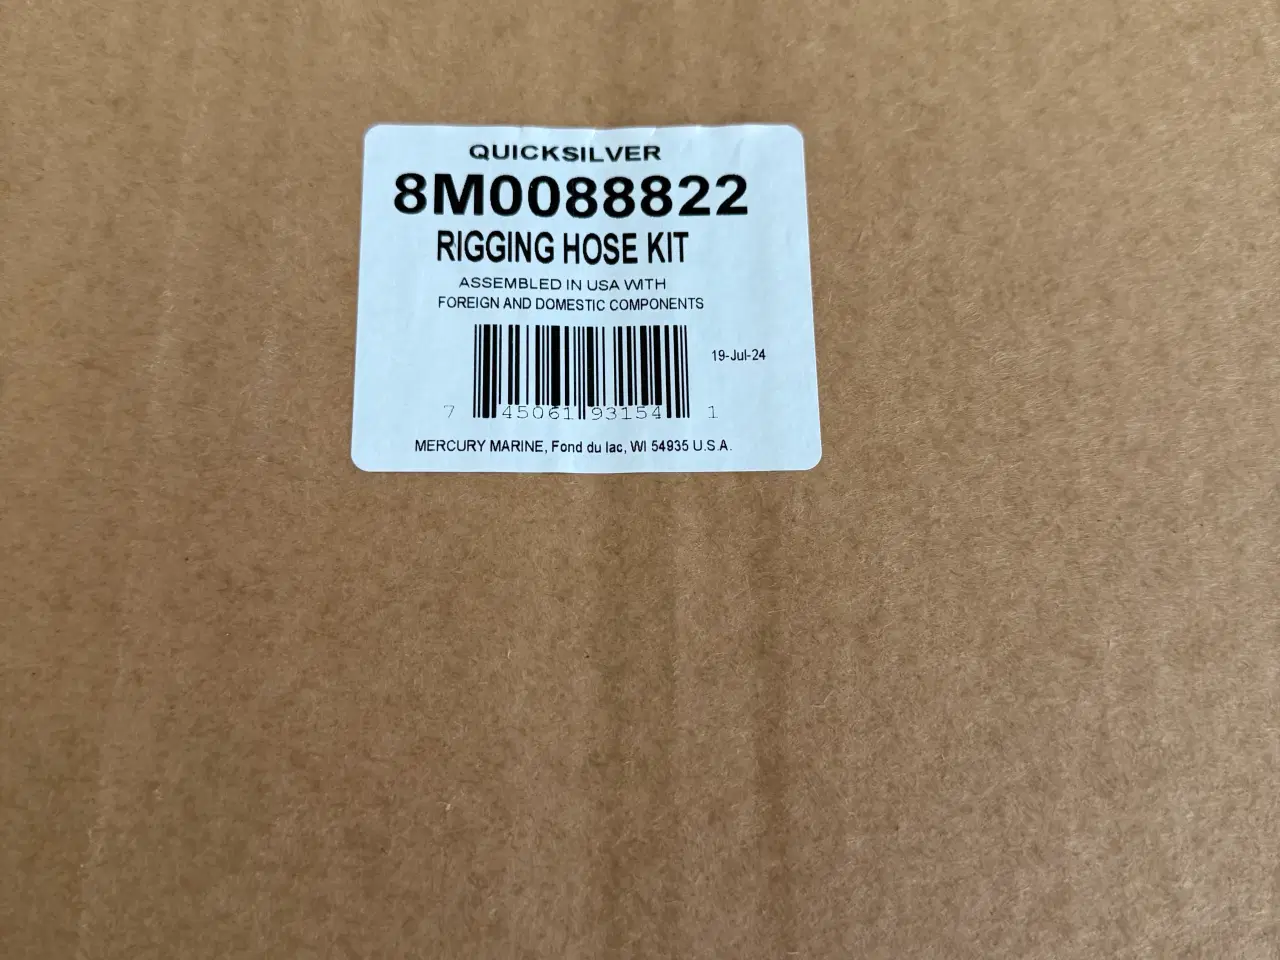 QUICKSILVER
8M0088822
RIGGING HOSE KIT
ASSEMBLED IN USA WITH
FOREIGN AND DOMESTIC COMPONENTS
19-Jul-24
7 45061 93154 1
MERCURY MARINE, Fond du lac, WI 54935 U.S.A.